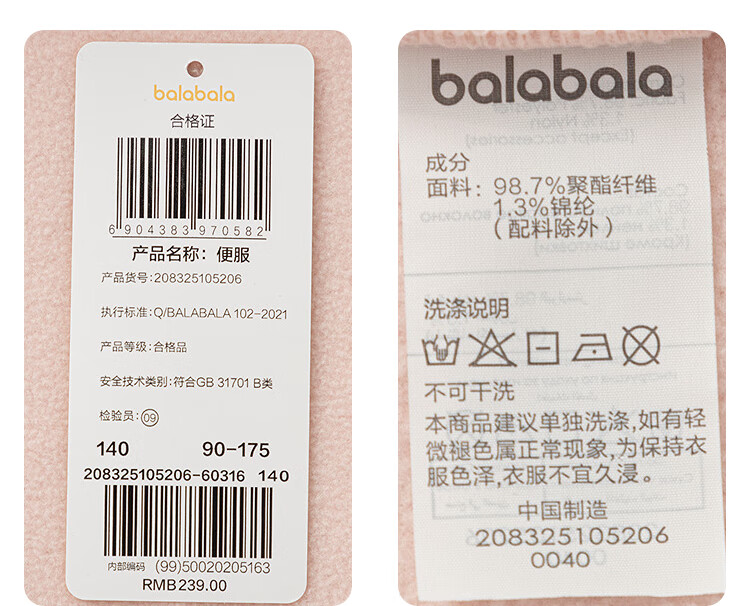 balabala
合格证
6 904383 970582
产品名称：便服
产品货号：208325105206
执行标准：Q/BALABALA 102-2021
产品等级：合格品
安全技术类别：符合GB 31701 B类
检验员：09
140 90-175
208325105206-60316 140
内部编码 (99)50020205163
RMB239.00
balabala
成分
面料：98.7%聚酯纤维
1.3%锦纶
（配料除外）
洗涤说明
不可干洗
本商品建议单独洗涤,如有轻
微褪色属正常现象,为保持衣
服色泽,衣服不宜久浸。
中国制造
208325105206
0040